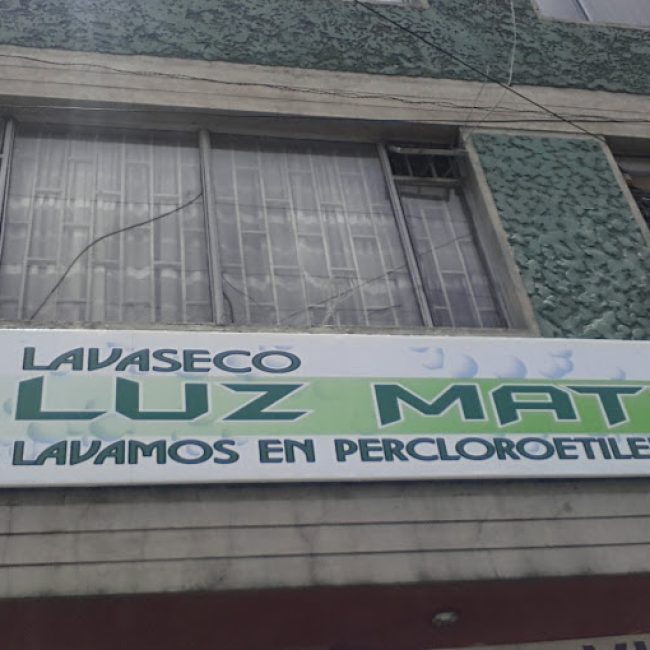 LAVASECO
LUZ MAT
LAVAMOS EN PERCLOROETILE